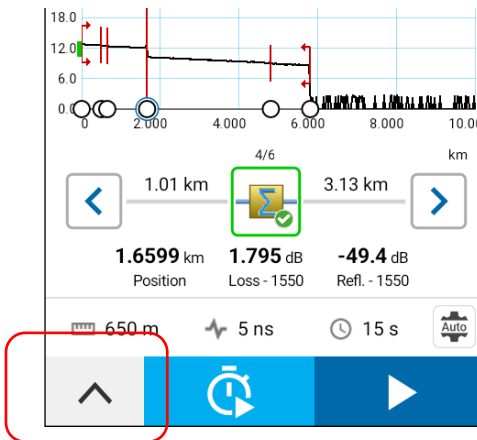 18.0
12.0
6.0
0.0
0 2.000 4.000 6.000 8.000 10.0
4/6 km
1.01 km 3.13 km
1.6599 km 1.795 dB -49.4 dB
Position Loss - 1550 Refl. - 1550
650 m 5 ns 15 s Auto